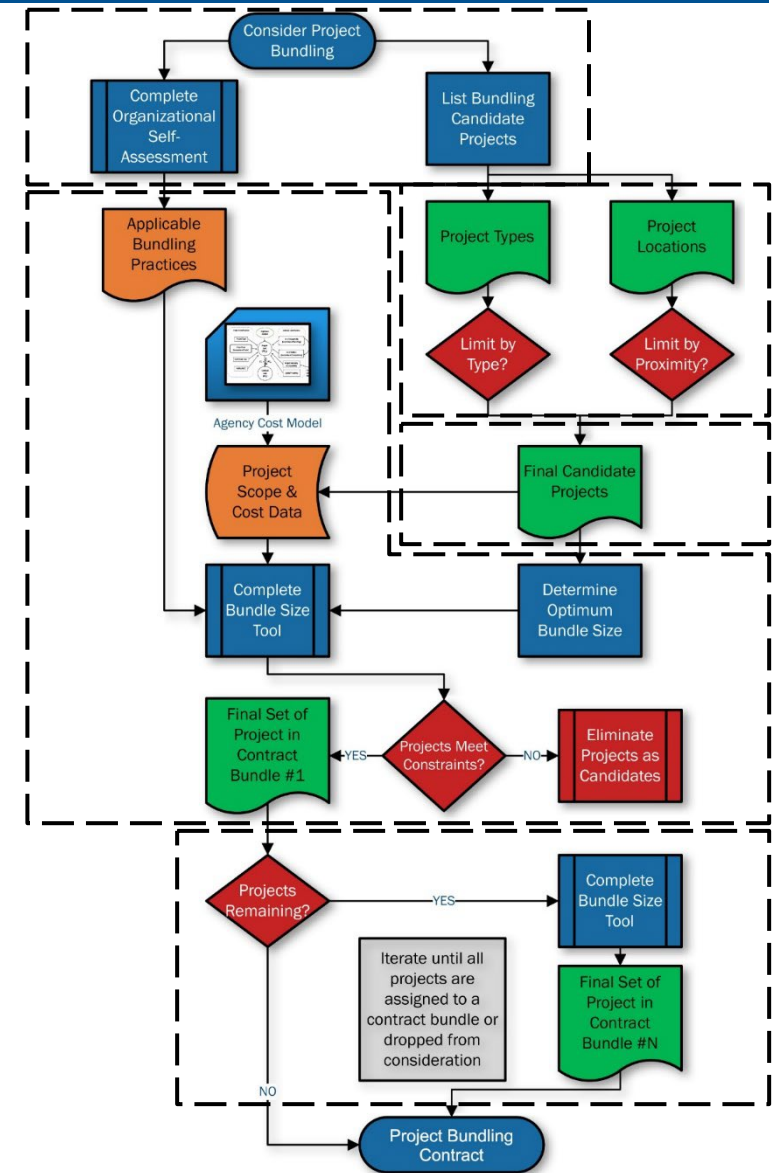 Consider Project
Bundling
Complete
Organizational
Self-
Assessment
List Bundling
Candidate
Projects
Applicable
Bundling
Practices
Project Types
Project
Locations
Limit by
Type?
Limit by
Proximity?
Agency Cost Model
Project
Scope &
Cost Data
Final Candidate
Projects
Complete
Bundle Size
Tool
Determine
Optimum
Bundle Size
Final Set of
Project in
Contract
Bundle #1
YES
Projects Meet
Constraints?
NO
Eliminate
Projects as
Candidates
Projects
Remaining?
YES
Complete
Bundle Size
Tool
Iterate until all
projects are
assigned to a
contract bundle or
dropped from
consideration
Final Set of
Project in
Contract
Bundle #N
NO
Project Bundling
Contract